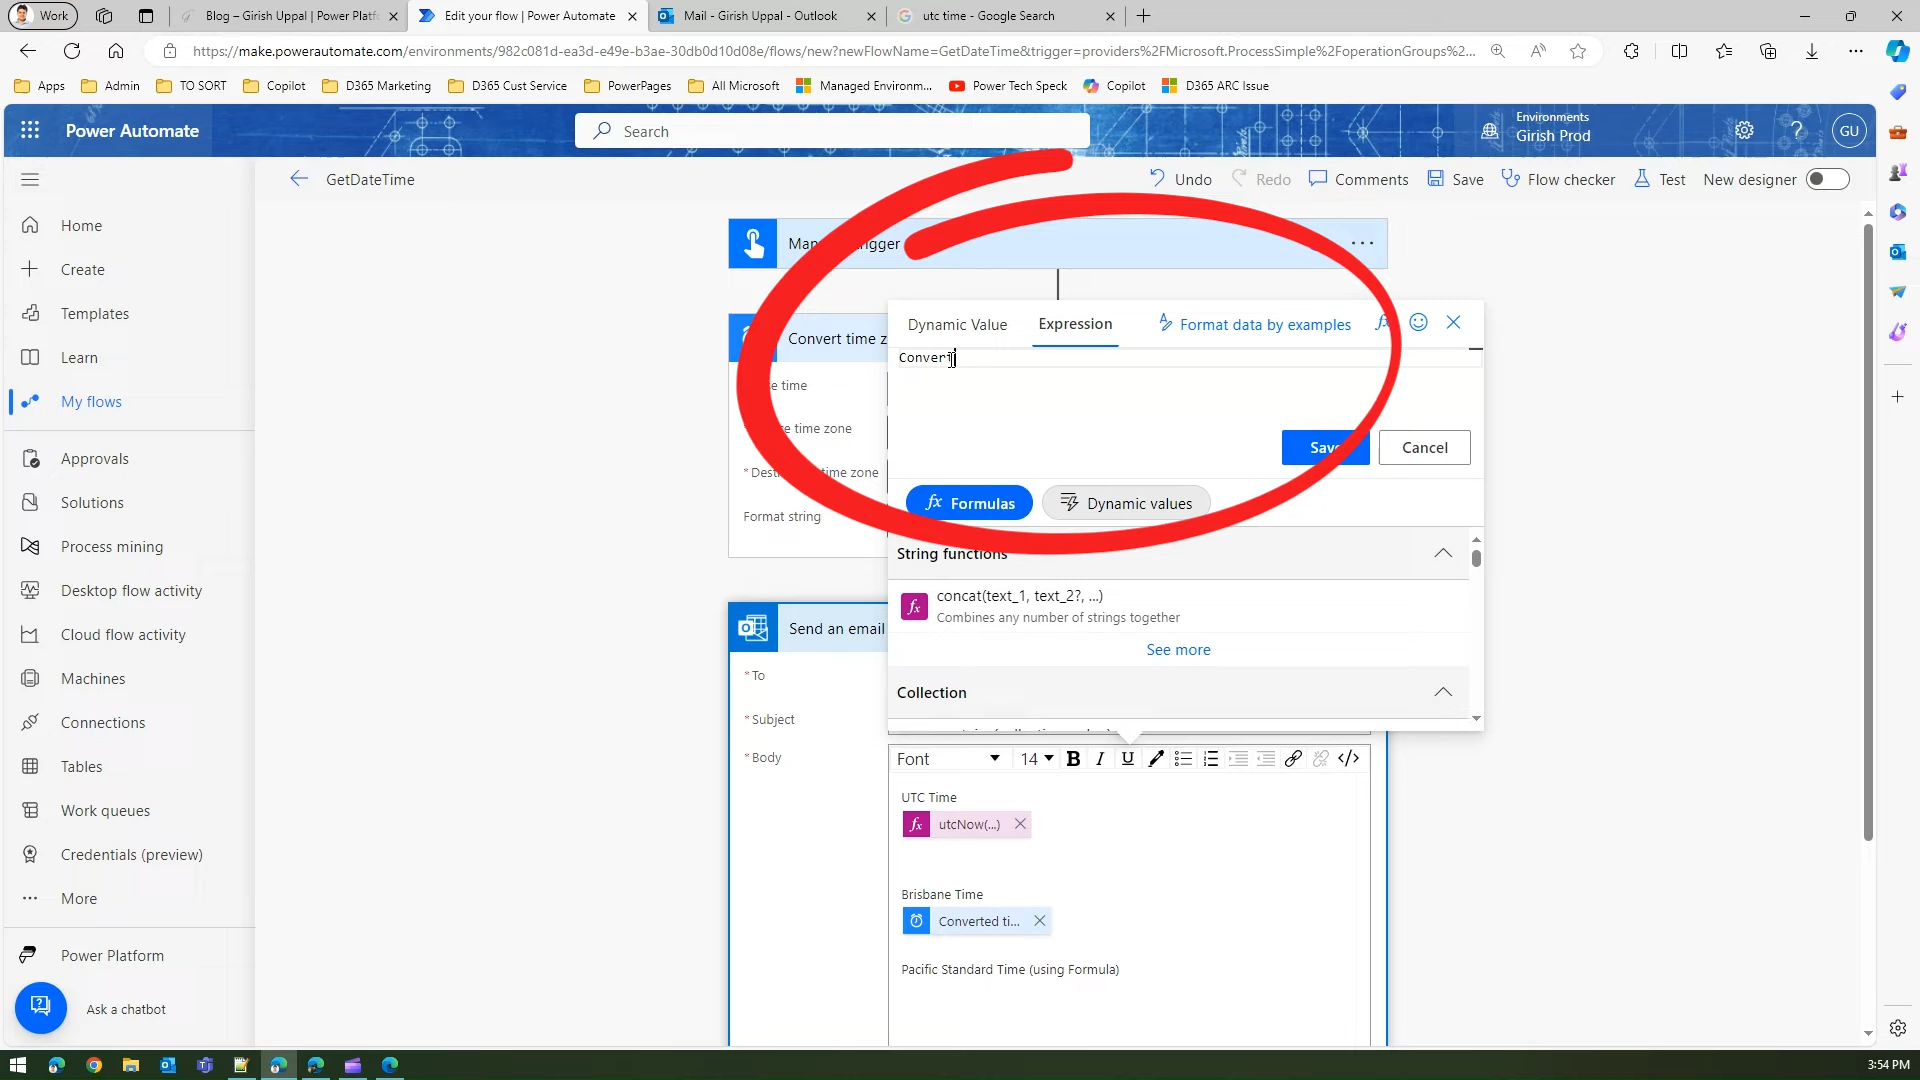 Work
Blog – Girish Uppal | Power Platf
Edit your flow | Power Automate
Mail - Girish Uppal - Outlook
utc time - Google Search
https://make.powerautomate.com/environments/982c081d-ea3d-e49e-b3ae-30db0d10d08e/flows/new?newFlowName=GetDateTime&trigger=providers%2FMicrosoft.ProcessSimple%2FoperationGroups%2...
Apps
Admin
TO SORT
Copilot
D365 Marketing
D365 Cust Service
PowerPages
All Microsoft
Managed Environm...
Power Tech Speck
Copilot
D365 ARC Issue
Power Automate
Search
Environments
Girish Prod
GU
GetDateTime
Undo
Redo
Comments
Save
Flow checker
Test
New designer
Home
Create
Templates
Learn
My flows
Approvals
Solutions
Process mining
Desktop flow activity
Cloud flow activity
Machines
Connections
Tables
Work queues
Credentials (preview)
More
Power Platform
Ask a chatbot
Convert time z
time
time zone
time zone
Format string
Dynamic Value
Expression
Format data by examples
fx
Convert
Cancel
fx Formulas
Dynamic values
String functions
fx
concat(text_1, text_2?, ...)
Combines any number of strings together
See more
Collection
Send an email
* To
* Subject
* Body
Font
14
B I U
UTC Time
fx utcNow(...)
Brisbane Time
Converted ti...
Pacific Standard Time (using Formula)
3:54 PM